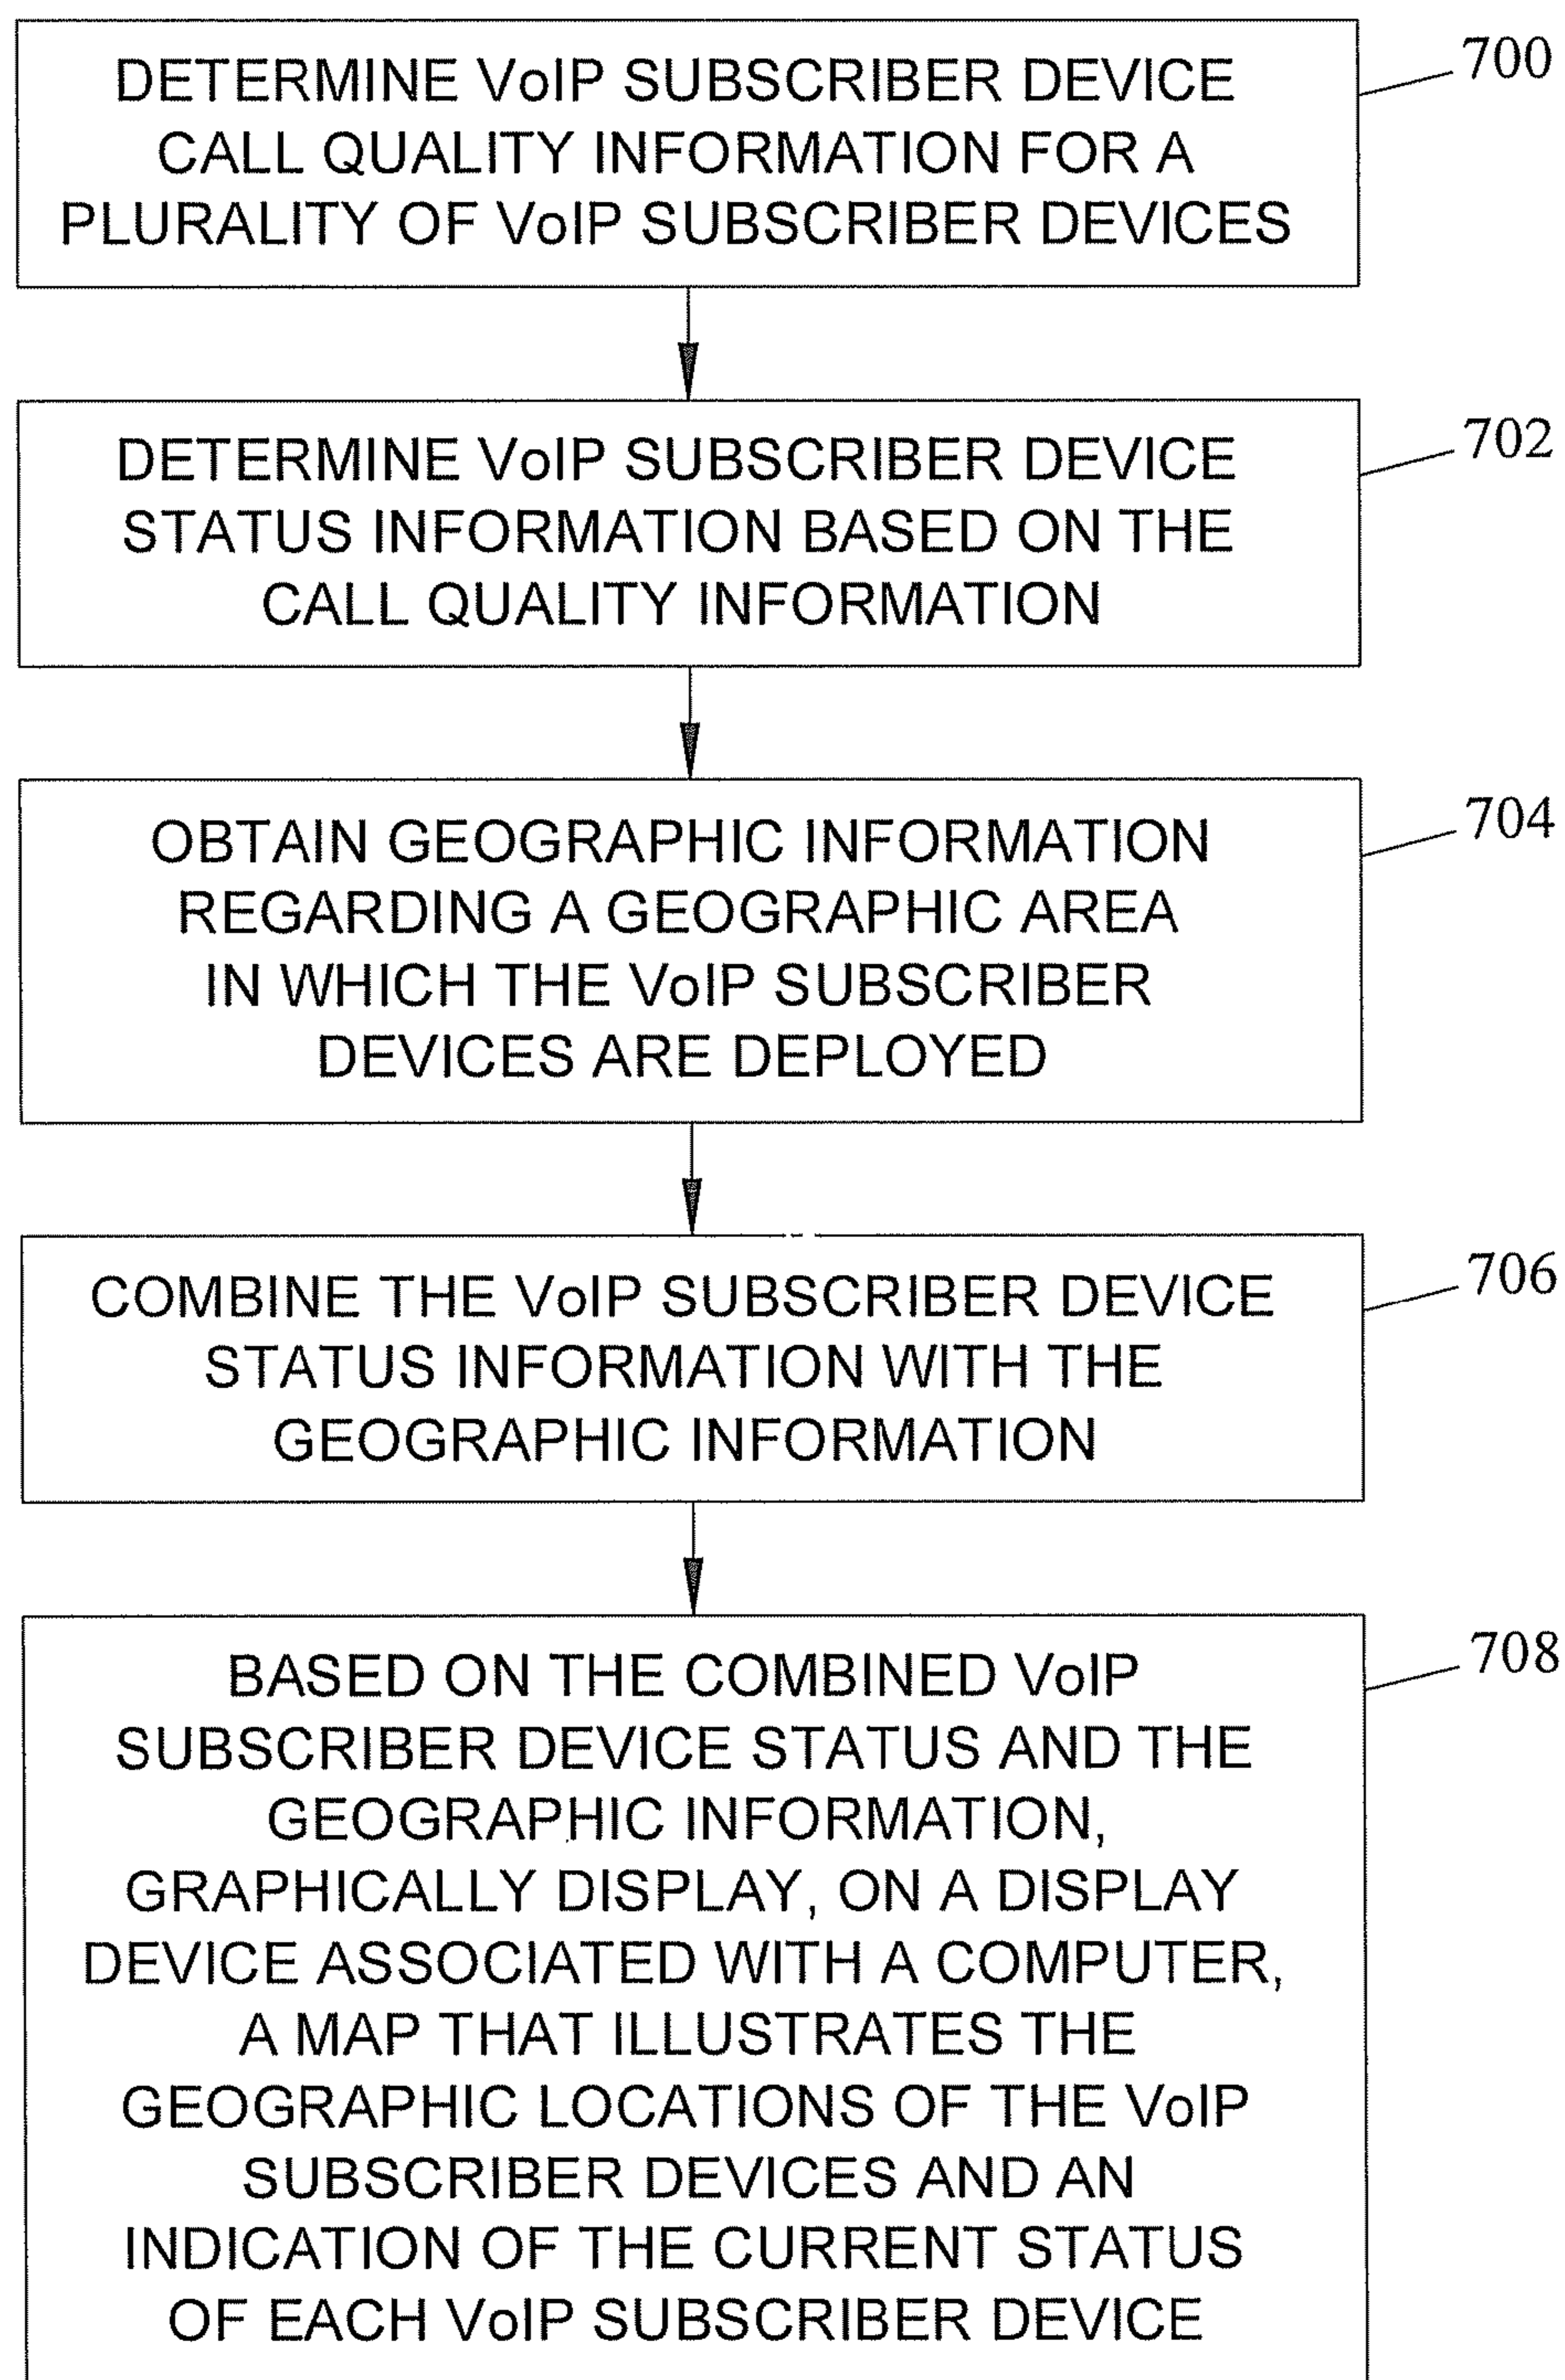 DETERMINE VoIP SUBSCRIBER DEVICE
CALL QUALITY INFORMATION FOR A
PLURALITY OF VoIP SUBSCRIBER DEVICES
700
DETERMINE VoIP SUBSCRIBER DEVICE
STATUS INFORMATION BASED ON THE
CALL QUALITY INFORMATION
702
OBTAIN GEOGRAPHIC INFORMATION
REGARDING A GEOGRAPHIC AREA
IN WHICH THE VoIP SUBSCRIBER
DEVICES ARE DEPLOYED
704
COMBINE THE VoIP SUBSCRIBER DEVICE
STATUS INFORMATION WITH THE
GEOGRAPHIC INFORMATION
706
BASED ON THE COMBINED VoIP
SUBSCRIBER DEVICE STATUS AND THE
GEOGRAPHIC INFORMATION,
GRAPHICALLY DISPLAY, ON A DISPLAY
DEVICE ASSOCIATED WITH A COMPUTER,
A MAP THAT ILLUSTRATES THE
GEOGRAPHIC LOCATIONS OF THE VoIP
SUBSCRIBER DEVICES AND AN
INDICATION OF THE CURRENT STATUS
OF EACH VoIP SUBSCRIBER DEVICE
708